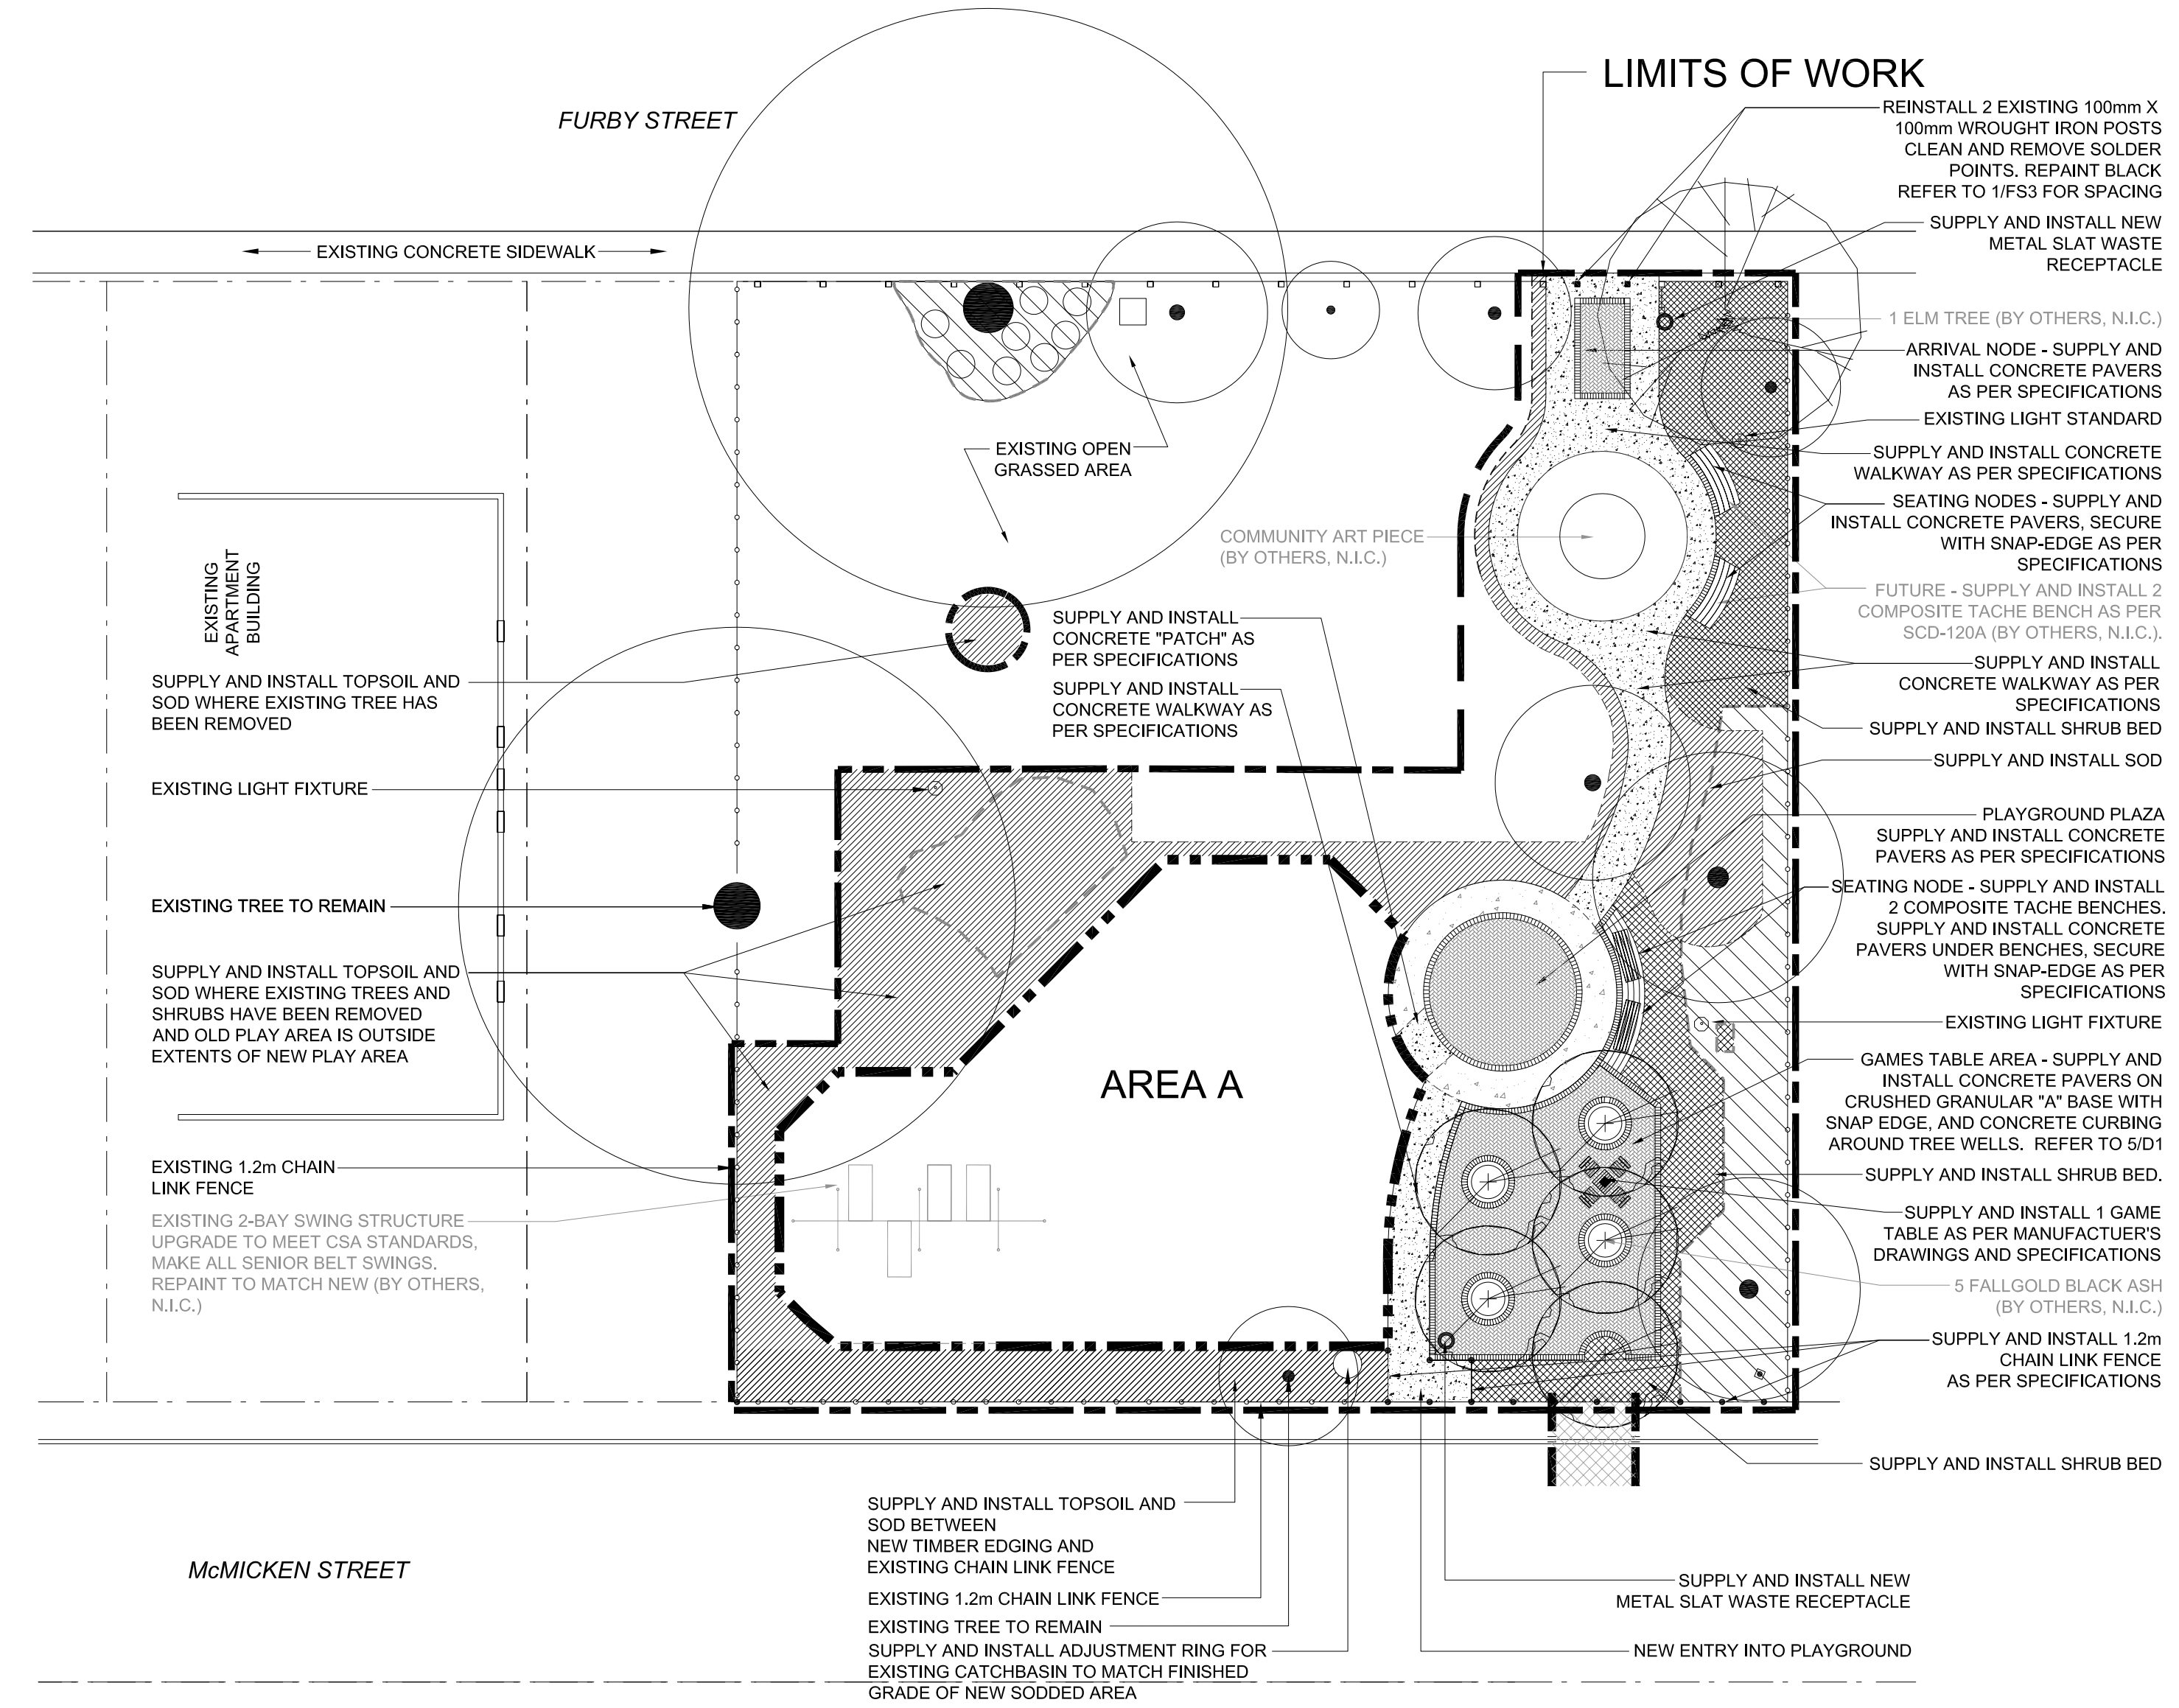 LIMITS OF WORK
FURBY STREET
REINSTALL 2 EXISTING 100mm X
100mm WROUGHT IRON POSTS
CLEAN AND REMOVE SOLDER
POINTS. REPAINT BLACK
REFER TO 1/FS3 FOR SPACING
SUPPLY AND INSTALL NEW
METAL SLAT WASTE
RECEPTACLE
EXISTING CONCRETE SIDEWALK
1 ELM TREE (BY OTHERS, N.I.C.)
ARRIVAL NODE - SUPPLY AND
INSTALL CONCRETE PAVERS
AS PER SPECIFICATIONS
EXISTING LIGHT STANDARD
SUPPLY AND INSTALL CONCRETE
WALKWAY AS PER SPECIFICATIONS
SEATING NODES - SUPPLY AND
INSTALL CONCRETE PAVERS, SECURE
WITH SNAP-EDGE AS PER
SPECIFICATIONS
FUTURE - SUPPLY AND INSTALL 2
COMPOSITE TACHE BENCH AS PER
SCD-120A (BY OTHERS, N.I.C.).
SUPPLY AND INSTALL
CONCRETE WALKWAY AS PER
SPECIFICATIONS
SUPPLY AND INSTALL SHRUB BED
SUPPLY AND INSTALL SOD
PLAYGROUND PLAZA
SUPPLY AND INSTALL CONCRETE
PAVERS AS PER SPECIFICATIONS
SEATING NODE - SUPPLY AND INSTALL
2 COMPOSITE TACHE BENCHES.
SUPPLY AND INSTALL CONCRETE
PAVERS UNDER BENCHES, SECURE
WITH SNAP-EDGE AS PER
SPECIFICATIONS
EXISTING LIGHT FIXTURE
GAMES TABLE AREA - SUPPLY AND
INSTALL CONCRETE PAVERS ON
CRUSHED GRANULAR "A" BASE WITH
SNAP EDGE, AND CONCRETE CURBING
AROUND TREE WELLS. REFER TO 5/D1
SUPPLY AND INSTALL SHRUB BED.
SUPPLY AND INSTALL 1 GAME
TABLE AS PER MANUFACTUER'S
DRAWINGS AND SPECIFICATIONS
5 FALLGOLD BLACK ASH
(BY OTHERS, N.I.C.)
SUPPLY AND INSTALL 1.2m
CHAIN LINK FENCE
AS PER SPECIFICATIONS
SUPPLY AND INSTALL SHRUB BED
EXISTING OPEN
GRASSED AREA
COMMUNITY ART PIECE
(BY OTHERS, N.I.C.)
SUPPLY AND INSTALL
CONCRETE "PATCH" AS
PER SPECIFICATIONS
SUPPLY AND INSTALL
CONCRETE WALKWAY AS
PER SPECIFICATIONS
EXISTING
APARTMENT
BUILDING
SUPPLY AND INSTALL TOPSOIL AND
SOD WHERE EXISTING TREE HAS
BEEN REMOVED
EXISTING LIGHT FIXTURE
EXISTING TREE TO REMAIN
SUPPLY AND INSTALL TOPSOIL AND
SOD WHERE EXISTING TREES AND
SHRUBS HAVE BEEN REMOVED
AND OLD PLAY AREA IS OUTSIDE
EXTENTS OF NEW PLAY AREA
AREA A
EXISTING 1.2m CHAIN
LINK FENCE
EXISTING 2-BAY SWING STRUCTURE
UPGRADE TO MEET CSA STANDARDS,
MAKE ALL SENIOR BELT SWINGS.
REPAINT TO MATCH NEW (BY OTHERS,
N.I.C.)
McMICKEN STREET
SUPPLY AND INSTALL TOPSOIL AND
SOD BETWEEN
NEW TIMBER EDGING AND
EXISTING CHAIN LINK FENCE
EXISTING 1.2m CHAIN LINK FENCE
EXISTING TREE TO REMAIN
SUPPLY AND INSTALL ADJUSTMENT RING FOR
EXISTING CATCHBASIN TO MATCH FINISHED
GRADE OF NEW SODDED AREA
SUPPLY AND INSTALL NEW
METAL SLAT WASTE RECEPTACLE
NEW ENTRY INTO PLAYGROUND